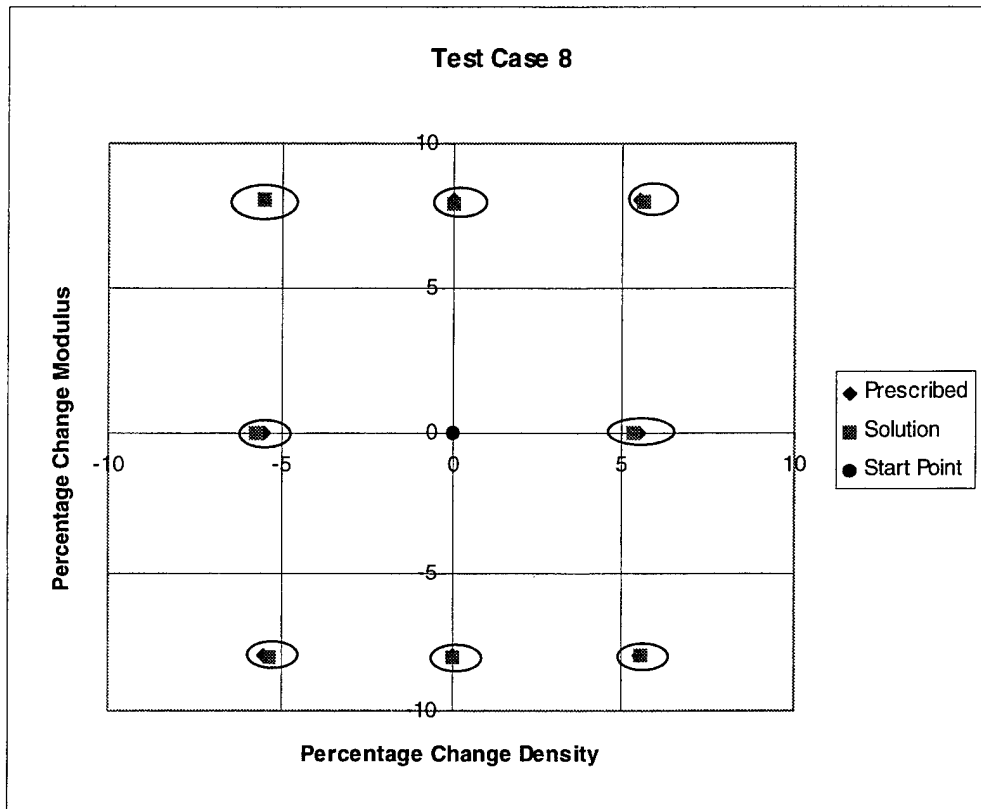 Test Case 8
10
5
0
-5
-10
-10
-5
0
5
10
Percentage Change Modulus
Percentage Change Density
Prescribed
Solution
Start Point